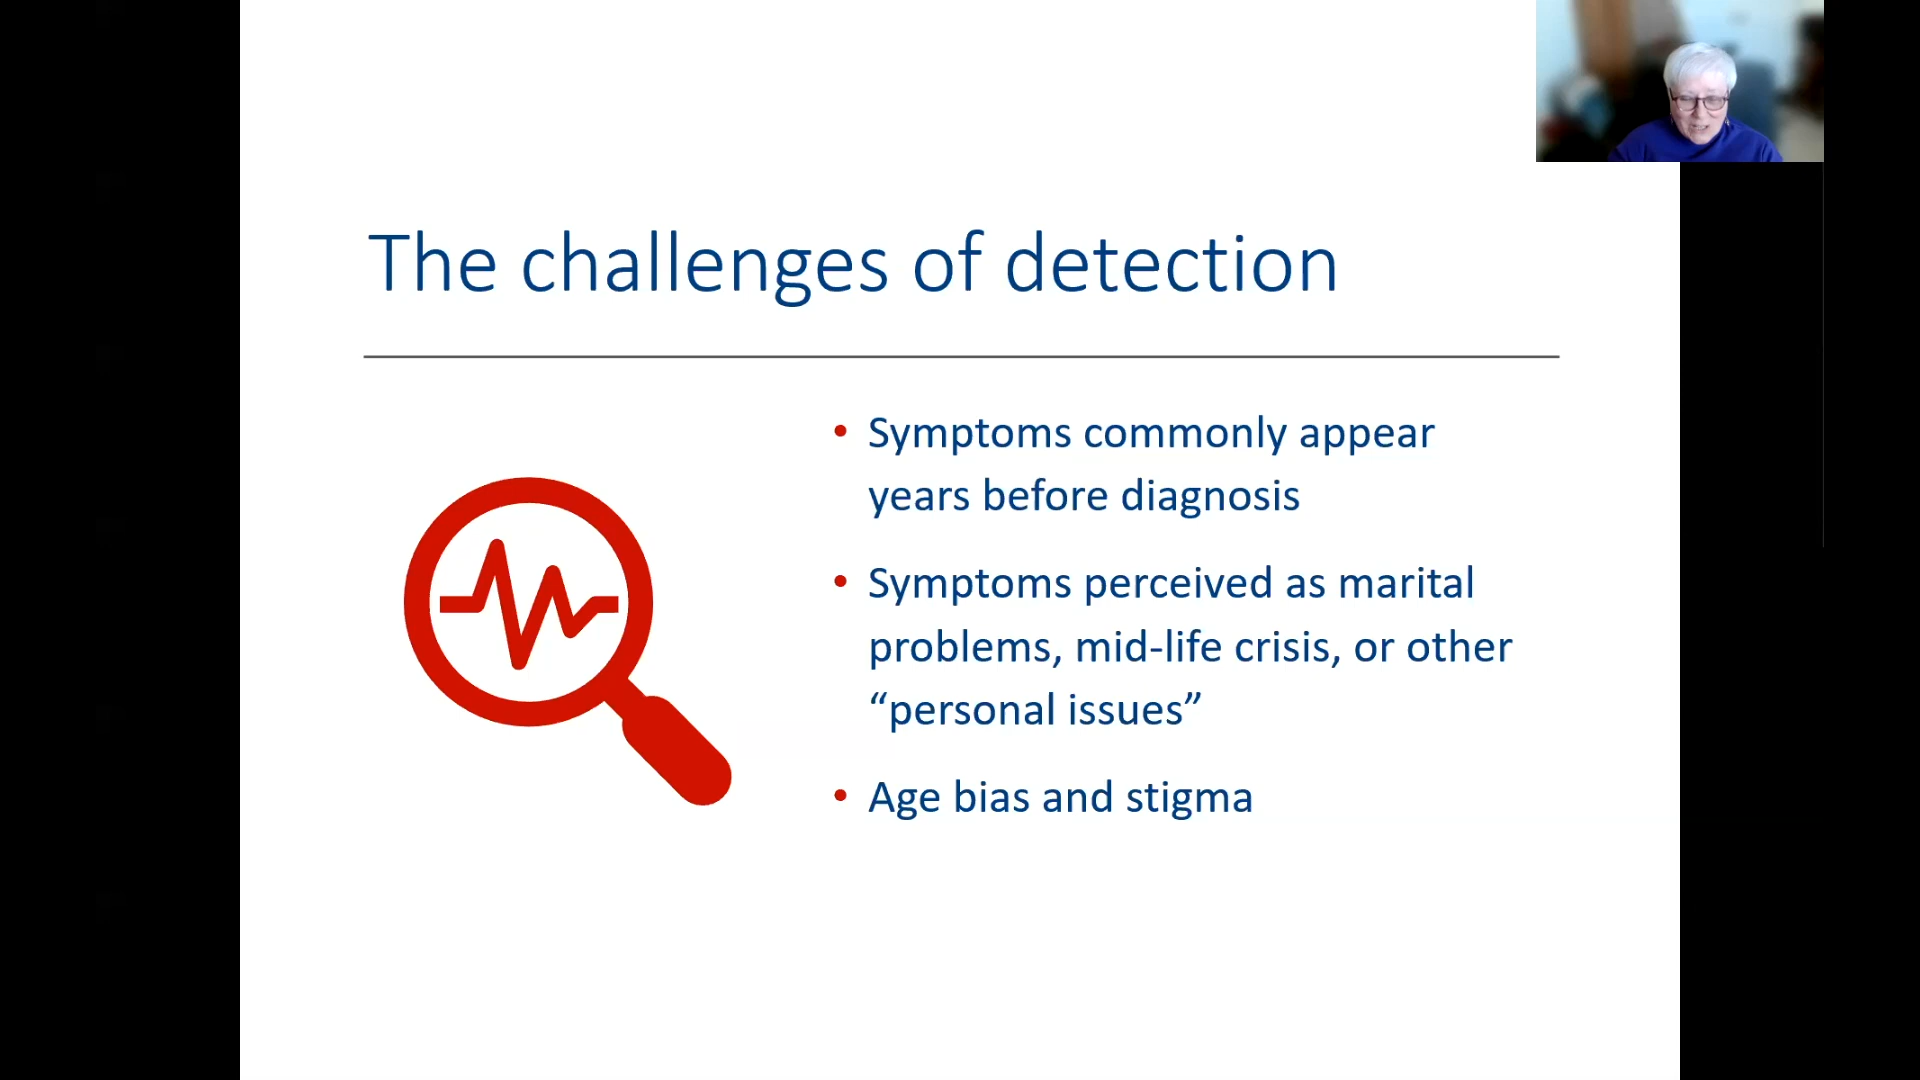 The challenges of detection
• Symptoms commonly appear
years before diagnosis
• Symptoms perceived as marital
problems, mid-life crisis, or other
“personal issues”
• Age bias and stigma